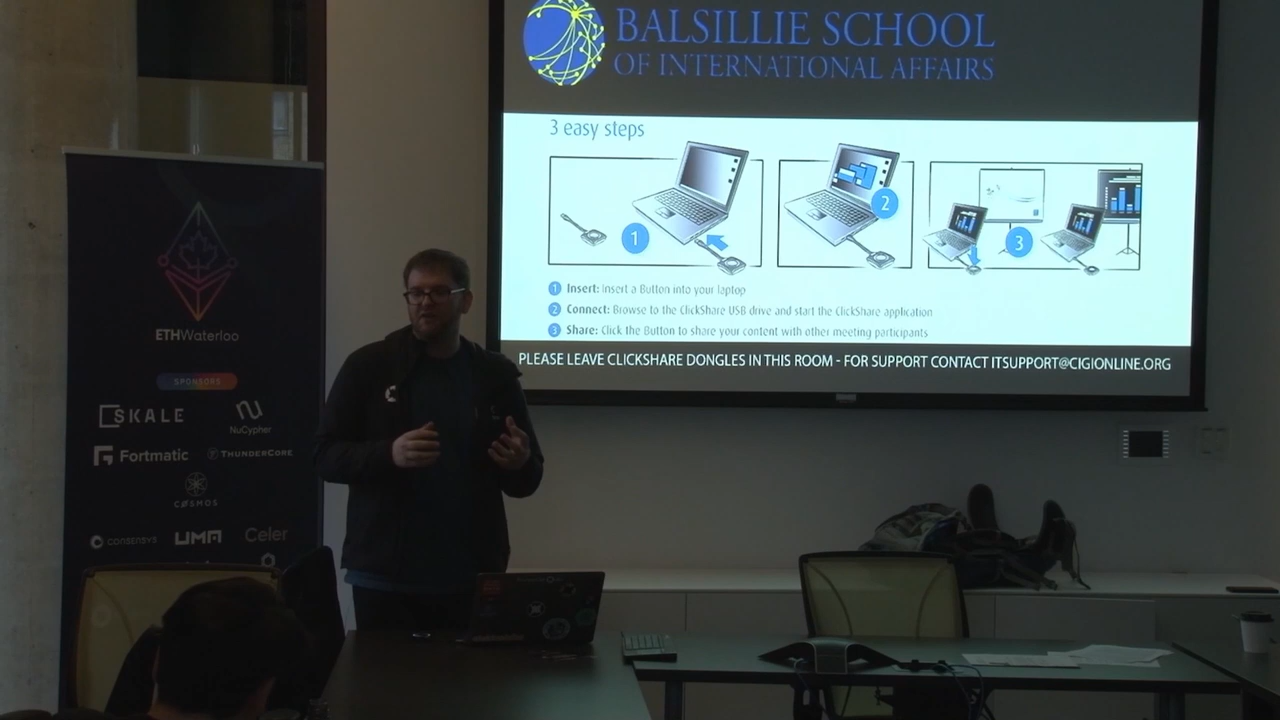 BALSILLIE SCHOOL
OF INTERNATIONAL AFFAIRS
3 easy steps
1
2
3
1 Insert: Insert a Button into your laptop
2 Connect: Browse to the ClickShare USB drive and start the ClickShare application
3 Share: Click the Button to share your content with other meeting participants
PLEASE LEAVE CLICKSHARE DONGLES IN THIS ROOM - FOR SUPPORT CONTACT ITSUPPORT@CIGIONLINE.ORG
ETHWaterloo
SPONSORS
SKALE
NuCypher
Fortmatic
THUNDERCORE
COSMOS
CONSENSYS
UMA
Celer